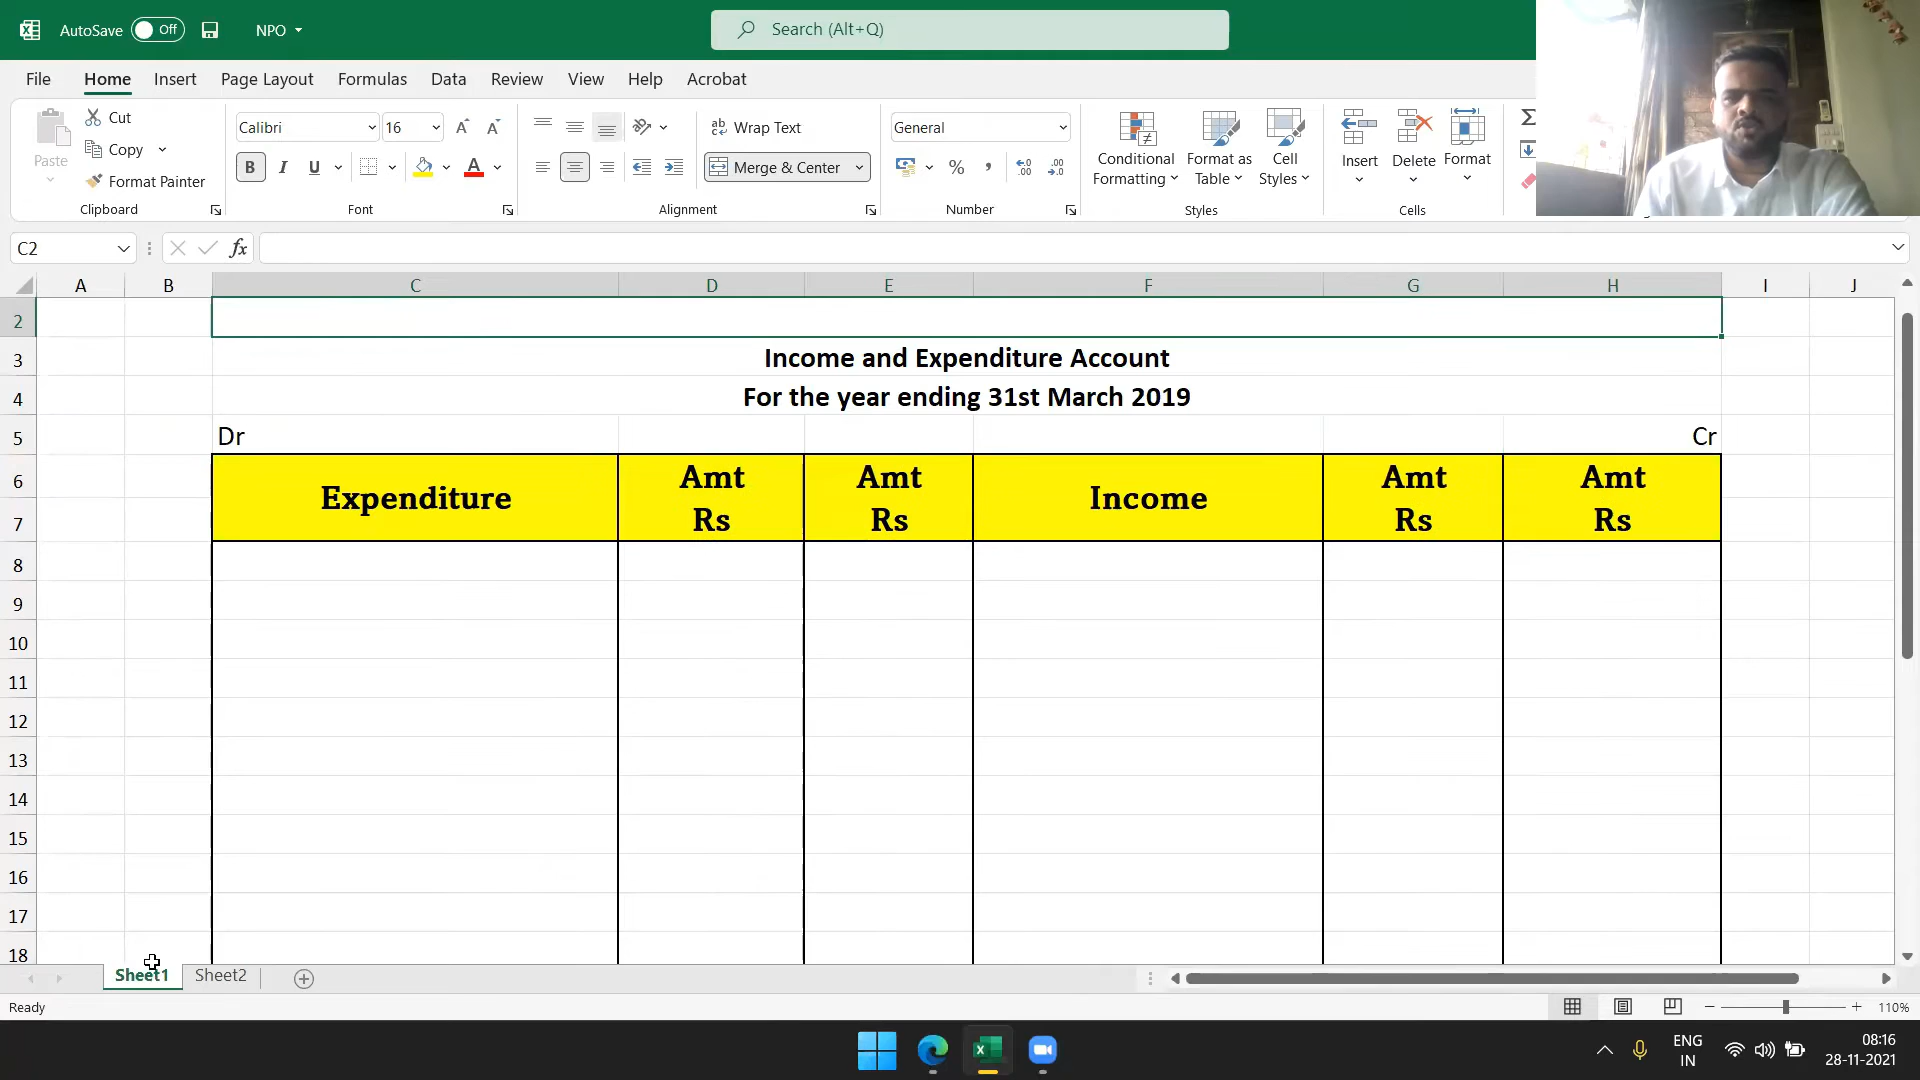 AutoSave Off NPO Search (Alt+Q)
File Home Insert Page Layout Formulas Data Review View Help Acrobat
Paste Cut Copy Format Painter Clipboard
Calibri 16 B I U A Font
Wrap Text Merge & Center Alignment
General % , Number
Conditional Formatting Format as Table Cell Styles Styles
Insert Delete Format Cells
C2 fx
A B C D E F G H I J
2
3 Income and Expenditure Account
4 For the year ending 31st March 2019
5 Dr Cr
6 Expenditure Amt Amt Income Amt Amt
7 Rs Rs Rs Rs
8
9
10
11
12
13
14
15
16
17
18
Sheet1 Sheet2
Ready 110%
ENG 08:16
IN 28-11-2021